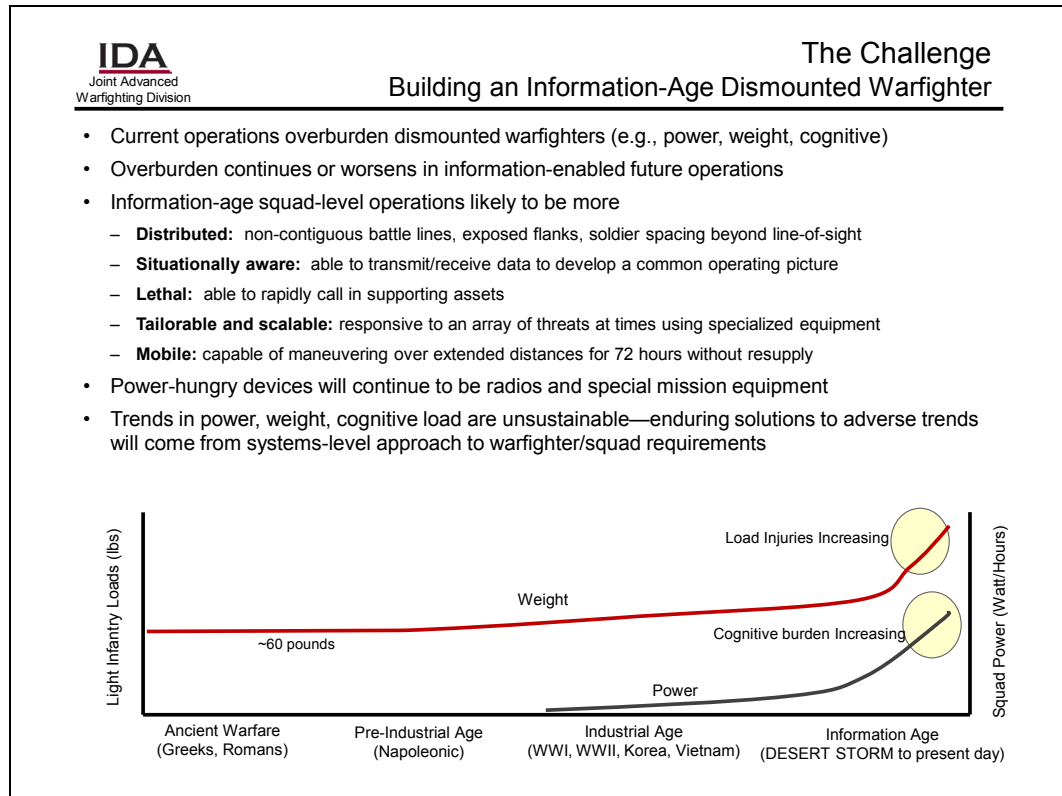 IDA
Joint Advanced
Warfighting Division
The Challenge
Building an Information-Age Dismounted Warfighter
• Current operations overburden dismounted warfighters (e.g., power, weight, cognitive)
• Overburden continues or worsens in information-enabled future operations
• Information-age squad-level operations likely to be more
– Distributed: non-contiguous battle lines, exposed flanks, soldier spacing beyond line-of-sight
– Situationally aware: able to transmit/receive data to develop a common operating picture
– Lethal: able to rapidly call in supporting assets
– Tailorable and scalable: responsive to an array of threats at times using specialized equipment
– Mobile: capable of maneuvering over extended distances for 72 hours without resupply
• Power-hungry devices will continue to be radios and special mission equipment
• Trends in power, weight, cognitive load are unsustainable—enduring solutions to adverse trends
will come from systems-level approach to warfighter/squad requirements
Light Infantry Loads (lbs)
Load Injuries Increasing
Weight
~60 pounds
Cognitive burden Increasing
Power
Squad Power (Watt/Hours)
Ancient Warfare
(Greeks, Romans)
Pre-Industrial Age
(Napoleonic)
Industrial Age
(WWI, WWII, Korea, Vietnam)
Information Age
(DESERT STORM to present day)